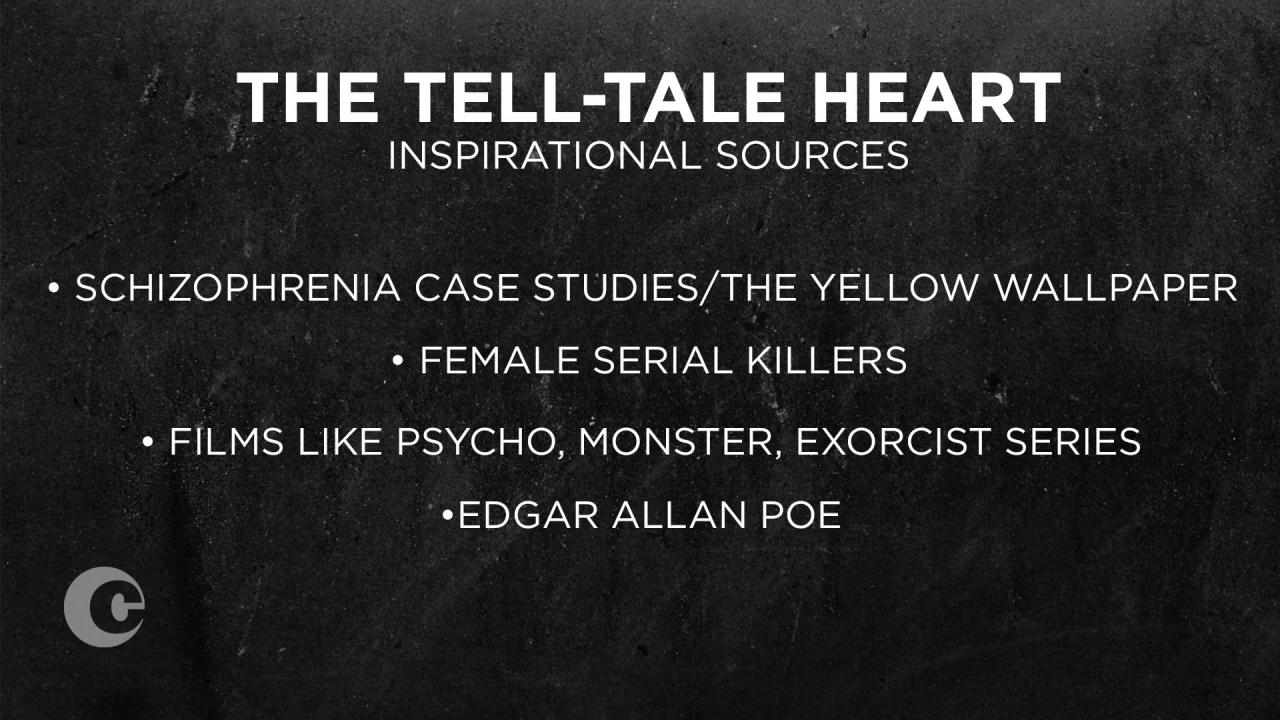 THE TELL-TALE HEART
INSPIRATIONAL SOURCES
• SCHIZOPHRENIA CASE STUDIES/THE YELLOW WALLPAPER
• FEMALE SERIAL KILLERS
• FILMS LIKE PSYCHO, MONSTER, EXORCIST SERIES
•EDGAR ALLAN POE